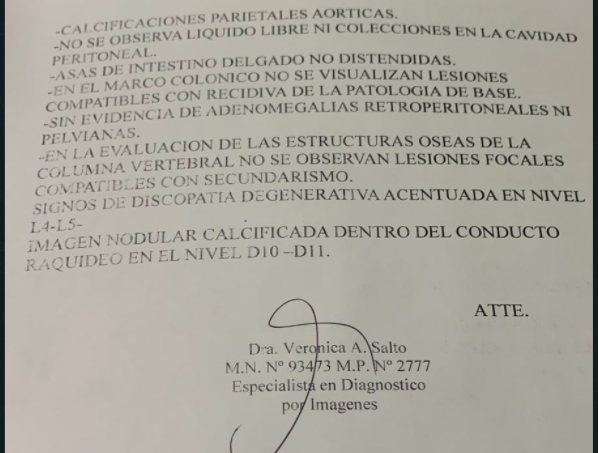 -CALCIFICACIONES PARIETALES AORTICAS.
-NO SE OBSERVA LIQUIDO LIBRE NI COLECCIONES EN LA CAVIDAD
PERITONEAL.
-ASAS DE INTESTINO DELGADO NO DISTENDIDAS.
-EN EL MARCO COLONICO NO SE VISUALIZAN LESIONES
COMPATIBLES CON RECIDIVA DE LA PATOLOGIA DE BASE.
-SIN EVIDENCIA DE ADENOMEGALIAS RETROPERITONEALES NI
PELVIANAS.
-EN LA EVALUACION DE LAS ESTRUCTURAS OSEAS DE LA
COLUMNA VERTEBRAL NO SE OBSERVAN LESIONES FOCALES
COMPATIBLES CON SECUNDARISMO.
SIGNOS DE DISCOPATIA DEGENERATIVA ACENTUADA EN NIVEL
L4-L5-
IMAGEN NODULAR CALCIFICADA DENTRO DEL CONDUCTO
RAQUIDEO EN EL NIVEL D10 –D11.
ATTE.
Dra. Veronica A. Salto
M.N. Nº 93473 M.P. Nº 2777
Especialista en Diagnostico
por Imagenes